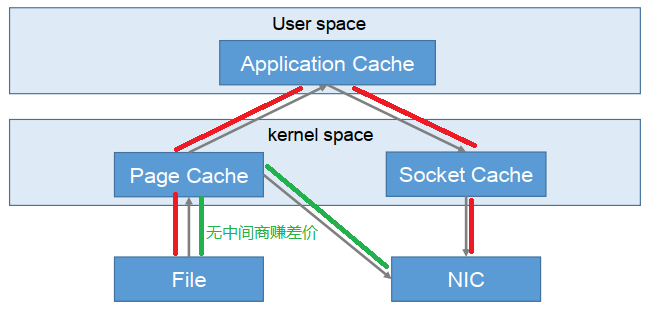 User space
Application Cache
kernel space
Page Cache
Socket Cache
无中间商赚差价
File
NIC